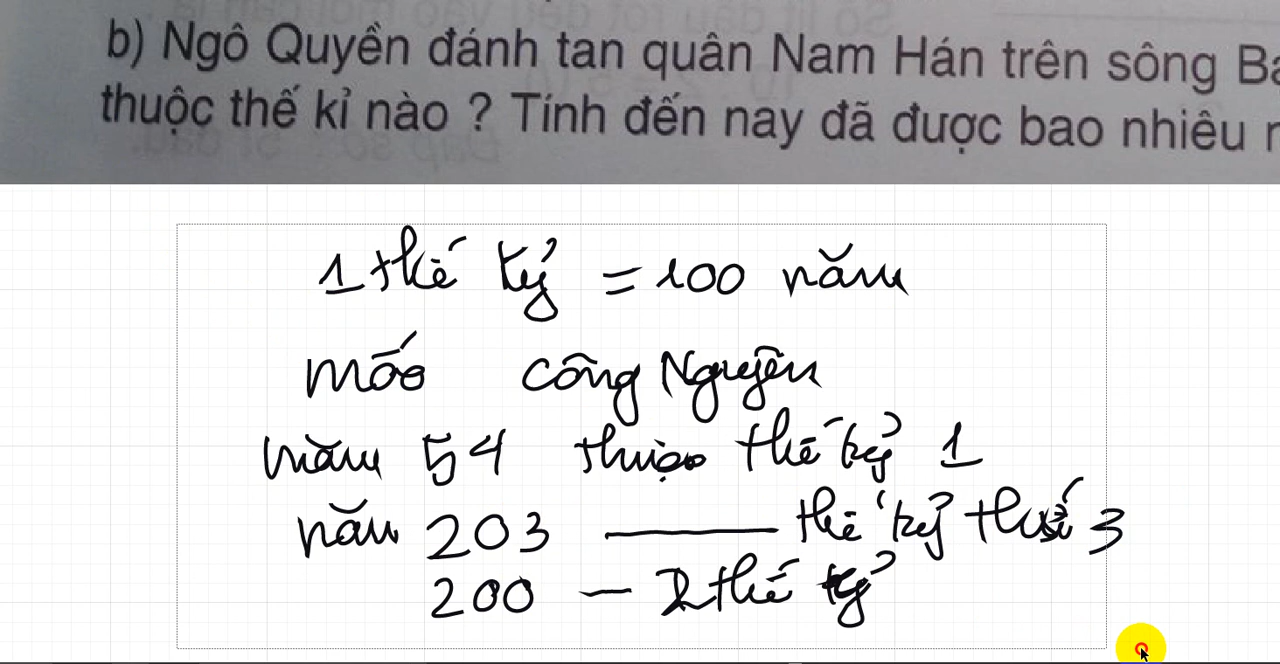 b) Ngô Quyền đánh tan quân Nam Hán trên sông Bạ
thuộc thế kỉ nào ? Tính đến nay đã được bao nhiêu n
1 thế kỷ = 100 năm
mốc Công Nguyên
năm 54 thuộc thế kỷ 1
năm 203 — thế kỷ thứ 3
200 — 2 thế kỷ